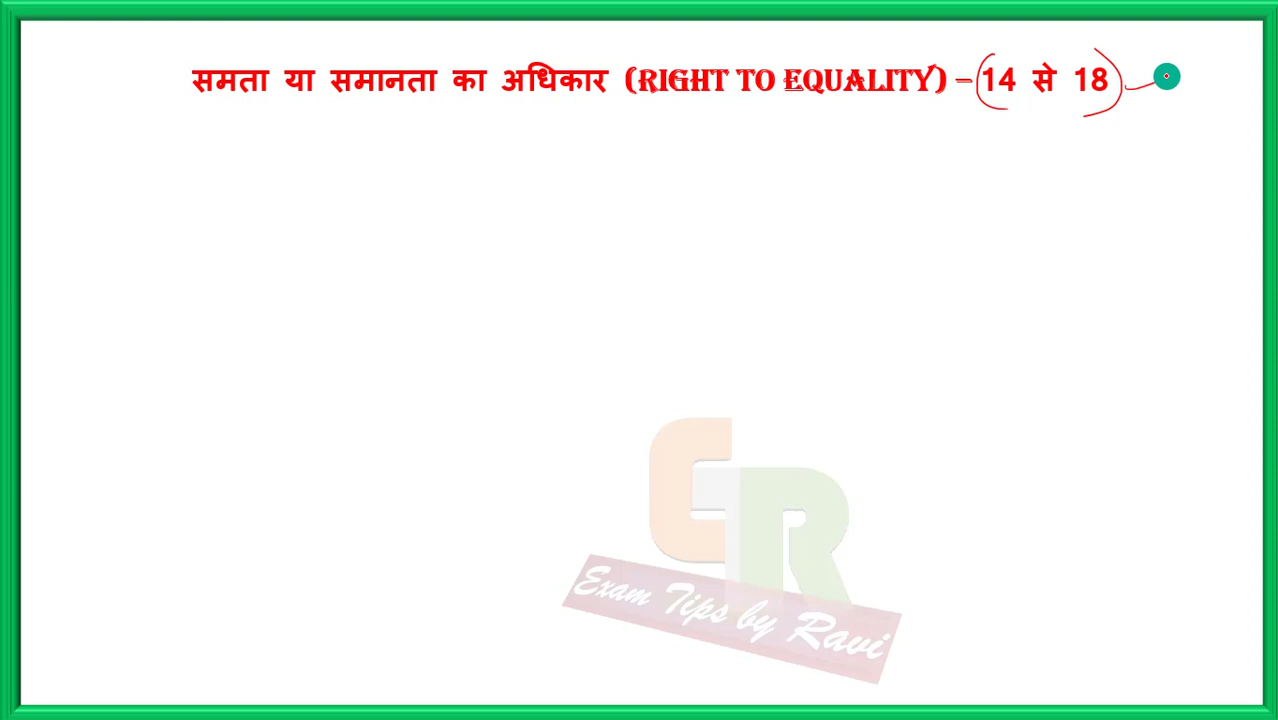 समता या समानता का अधिकार (RIGHT TO EQUALITY) – 14 से 18
Exam Tips by Ravi